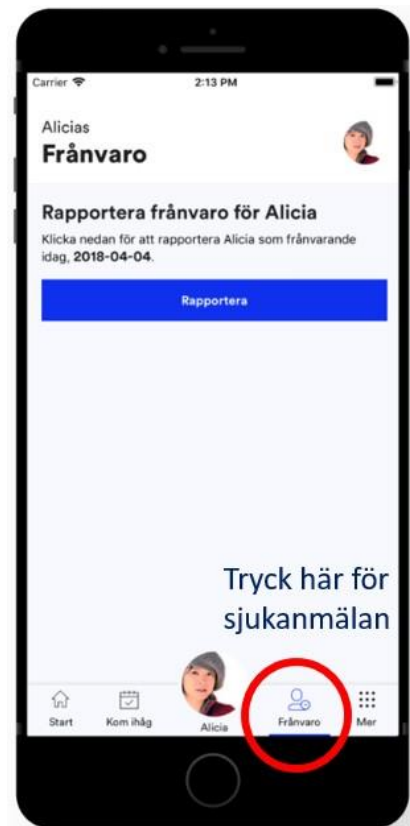 Carrier 2:13 PM
Alicias
Frånvaro
Rapportera frånvaro för Alicia
Klicka nedan för att rapportera Alicia som frånvarande
idag, 2018-04-04.
Rapportera
Tryck här för
sjukanmälan
Start Kom ihåg Alicia Frånvaro Mer